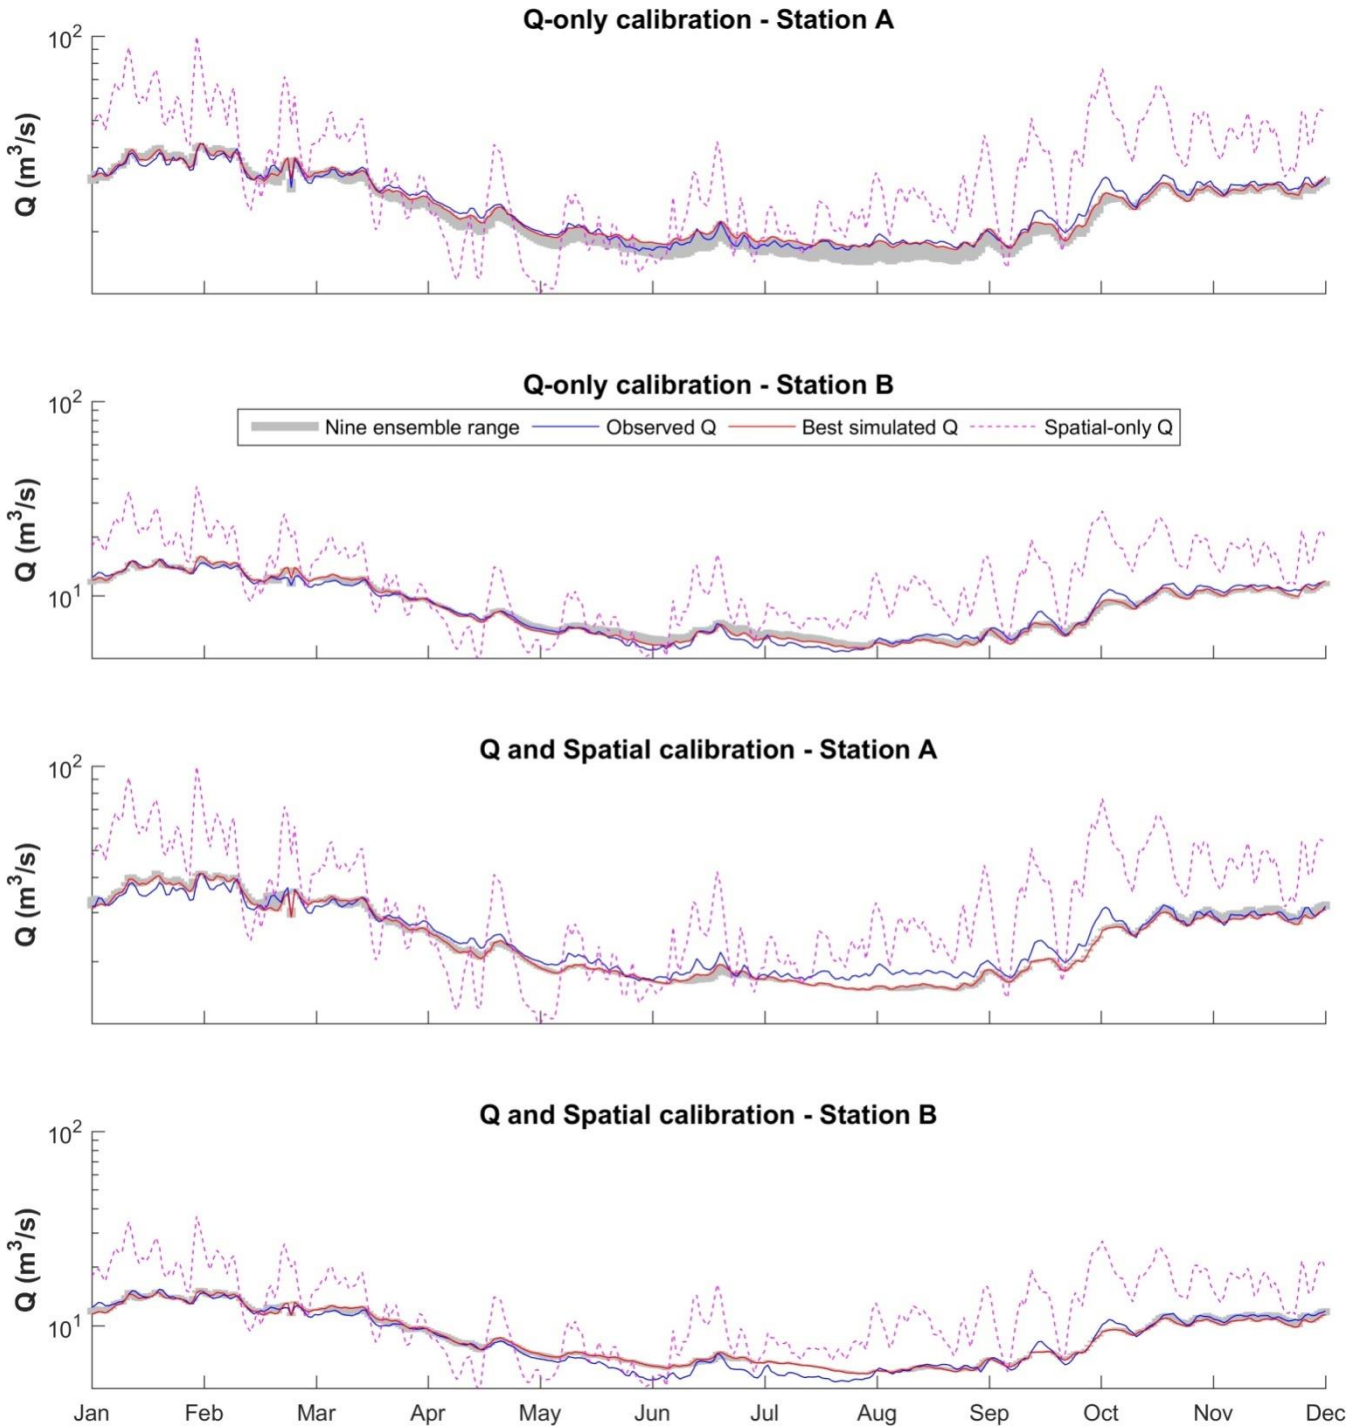 Q-only calibration - Station A
10²
Q (m³/s)
Q-only calibration - Station B
10²
Nine ensemble range Observed Q Best simulated Q Spatial-only Q
Q (m³/s)
10¹
Q and Spatial calibration - Station A
10²
Q (m³/s)
Q and Spatial calibration - Station B
10²
Q (m³/s)
10¹
Jan Feb Mar Apr May Jun Jul Aug Sep Oct Nov Dec